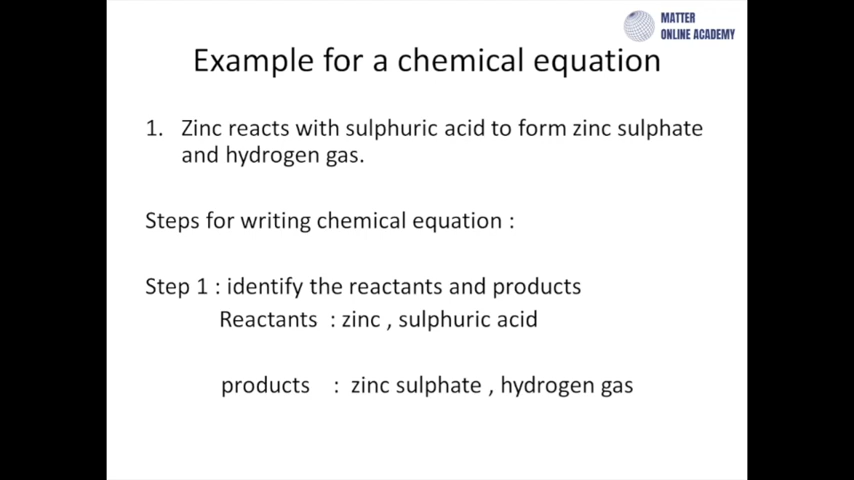 MATTER
ONLINE ACADEMY
Example for a chemical equation
1. Zinc reacts with sulphuric acid to form zinc sulphate
and hydrogen gas.
Steps for writing chemical equation :
Step 1 : identify the reactants and products
Reactants : zinc , sulphuric acid
products : zinc sulphate , hydrogen gas